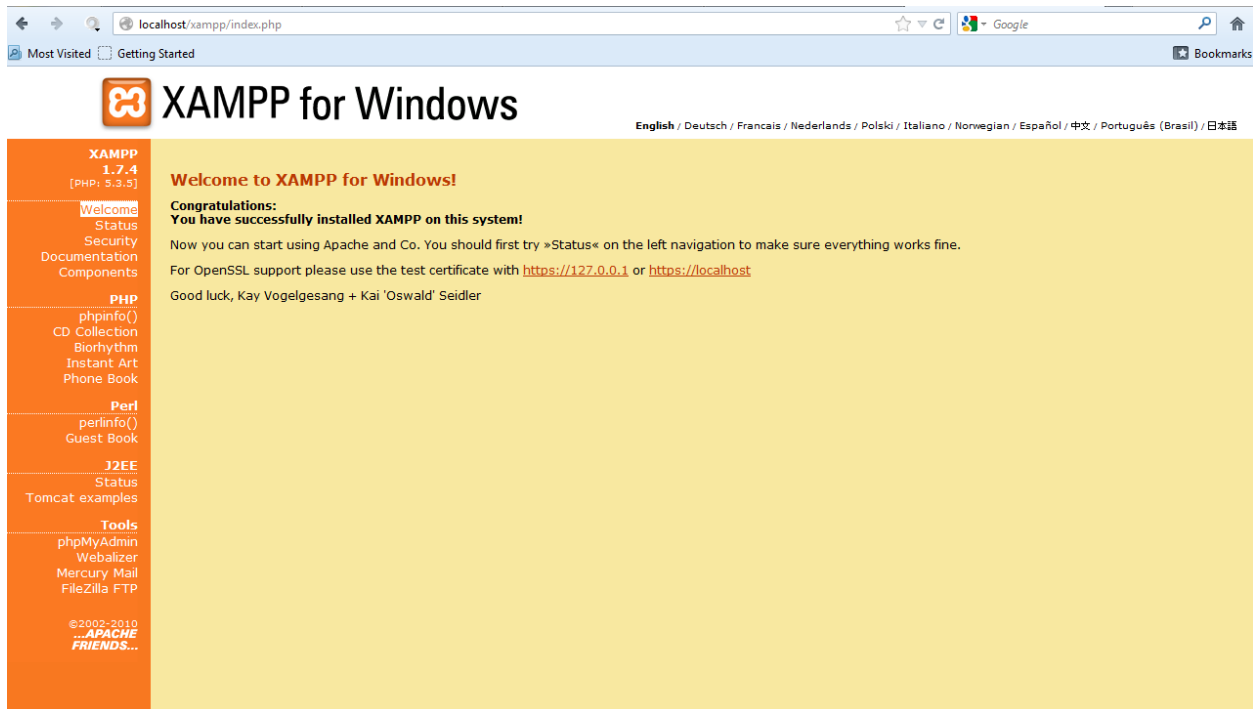 localhost/xampp/index.php
Google
Most Visited Getting Started
Bookmarks
XAMPP for Windows
English / Deutsch / Francais / Nederlands / Polski / Italiano / Norwegian / Español / 中文 / Português (Brasil) / 日本語
XAMPP
1.7.4
[PHP: 5.3.5]
Welcome
Status
Security
Documentation
Components
PHP
phpinfo()
CD Collection
Biorhythm
Instant Art
Phone Book
Perl
perlinfo()
Guest Book
J2EE
Status
Tomcat examples
Tools
phpMyAdmin
Webalizer
Mercury Mail
FileZilla FTP
©2002-2010
...APACHE
FRIENDS...
Welcome to XAMPP for Windows!
Congratulations:
You have successfully installed XAMPP on this system!
Now you can start using Apache and Co. You should first try »Status« on the left navigation to make sure everything works fine.
For OpenSSL support please use the test certificate with https://127.0.0.1 or https://localhost
Good luck, Kay Vogelgesang + Kai 'Oswald' Seidler